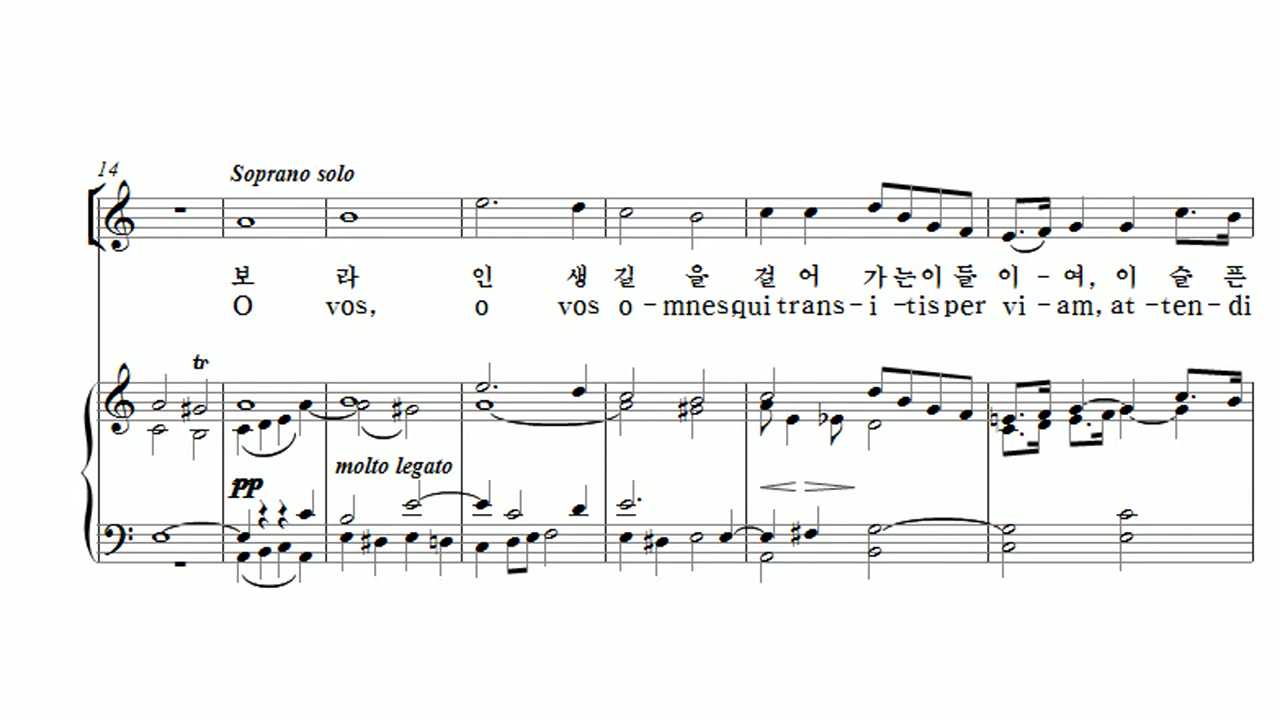 14
Soprano solo
보 라 인 생 길 을 걸 어 가는이 들 이 - 여, 이 슬 픈
O vos, o vos o - mnes qui trans - i - tis per vi - am, at - ten - di
tr
molto legato
pp